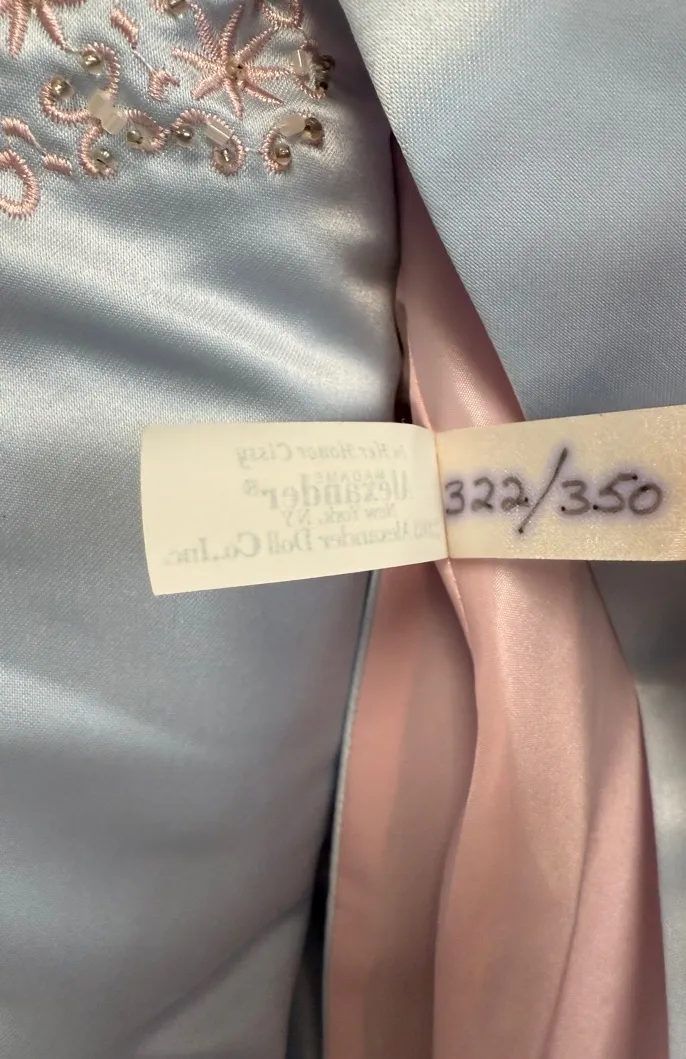 In Her Honor Cissy
MADAME
Alexander®
New York, NY
Alexander Doll Co., Inc.
322/350